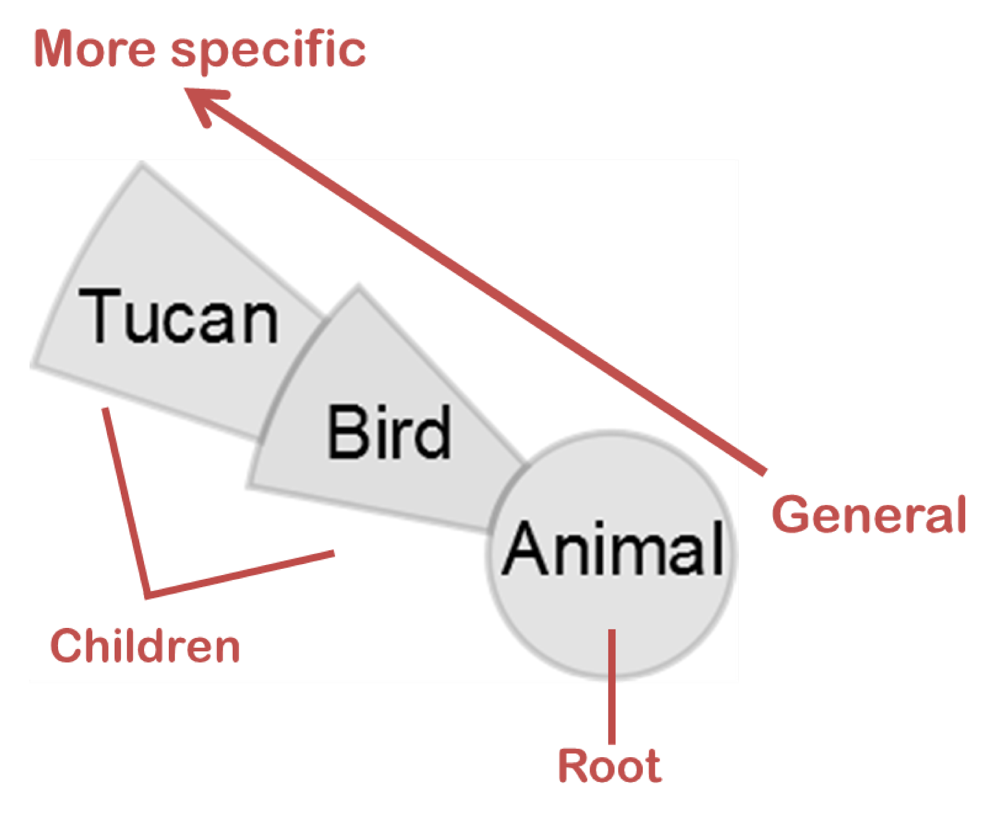 More specific
Tucan
Bird
General
Animal
Children
Root